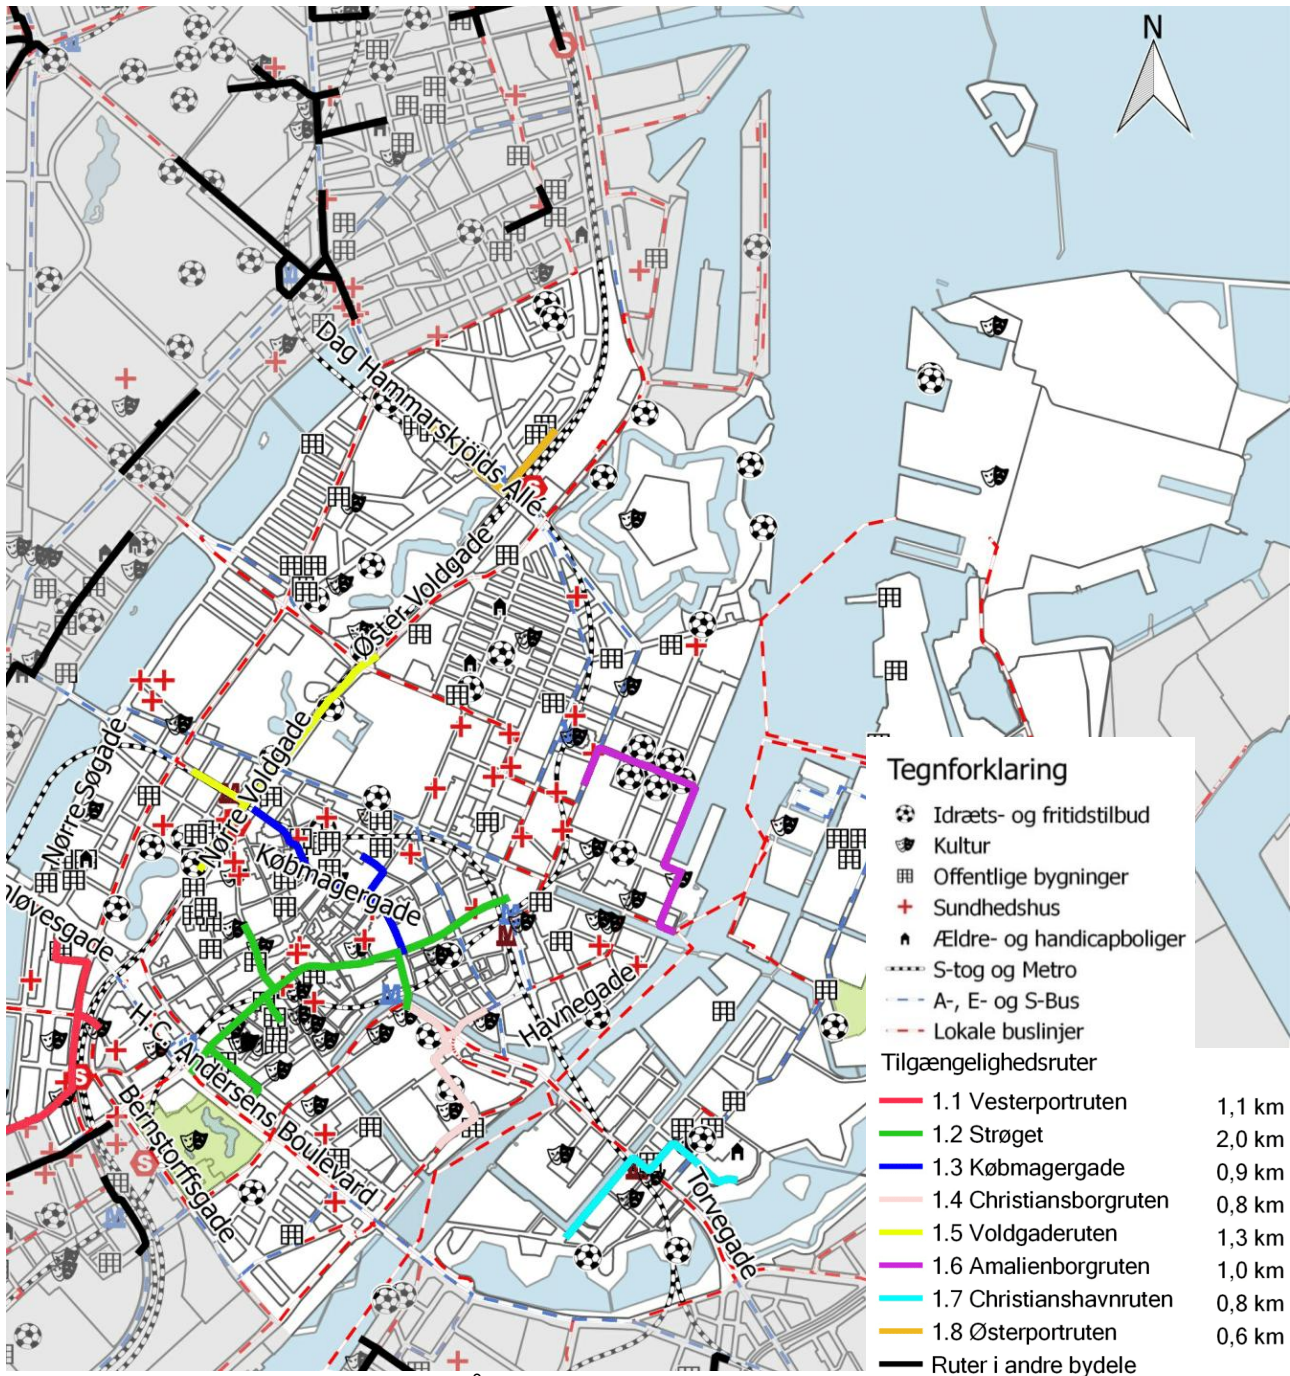 N
Dag Hammarskjölds Allé
Øster Voldgade
Nørre Voldgade
Nørre Søgade
Købmagergade
nløvesgade
H.C. Andersens Boulevard
Bernstorffsgade
Havnegade
Torvegade
Tegnforklaring
Idræts- og fritidstilbud
Kultur
Offentlige bygninger
Sundhedshus
Ældre- og handicapboliger
S-tog og Metro
A-, E- og S-Bus
Lokale buslinjer
Tilgængelighedsruter
1.1 Vesterportruten 1,1 km
1.2 Strøget 2,0 km
1.3 Købmagergade 0,9 km
1.4 Christiansborgruten 0,8 km
1.5 Voldgaderuten 1,3 km
1.6 Amalienborgruten 1,0 km
1.7 Christianshavnruten 0,8 km
1.8 Østerportruten 0,6 km
Ruter i andre bydele